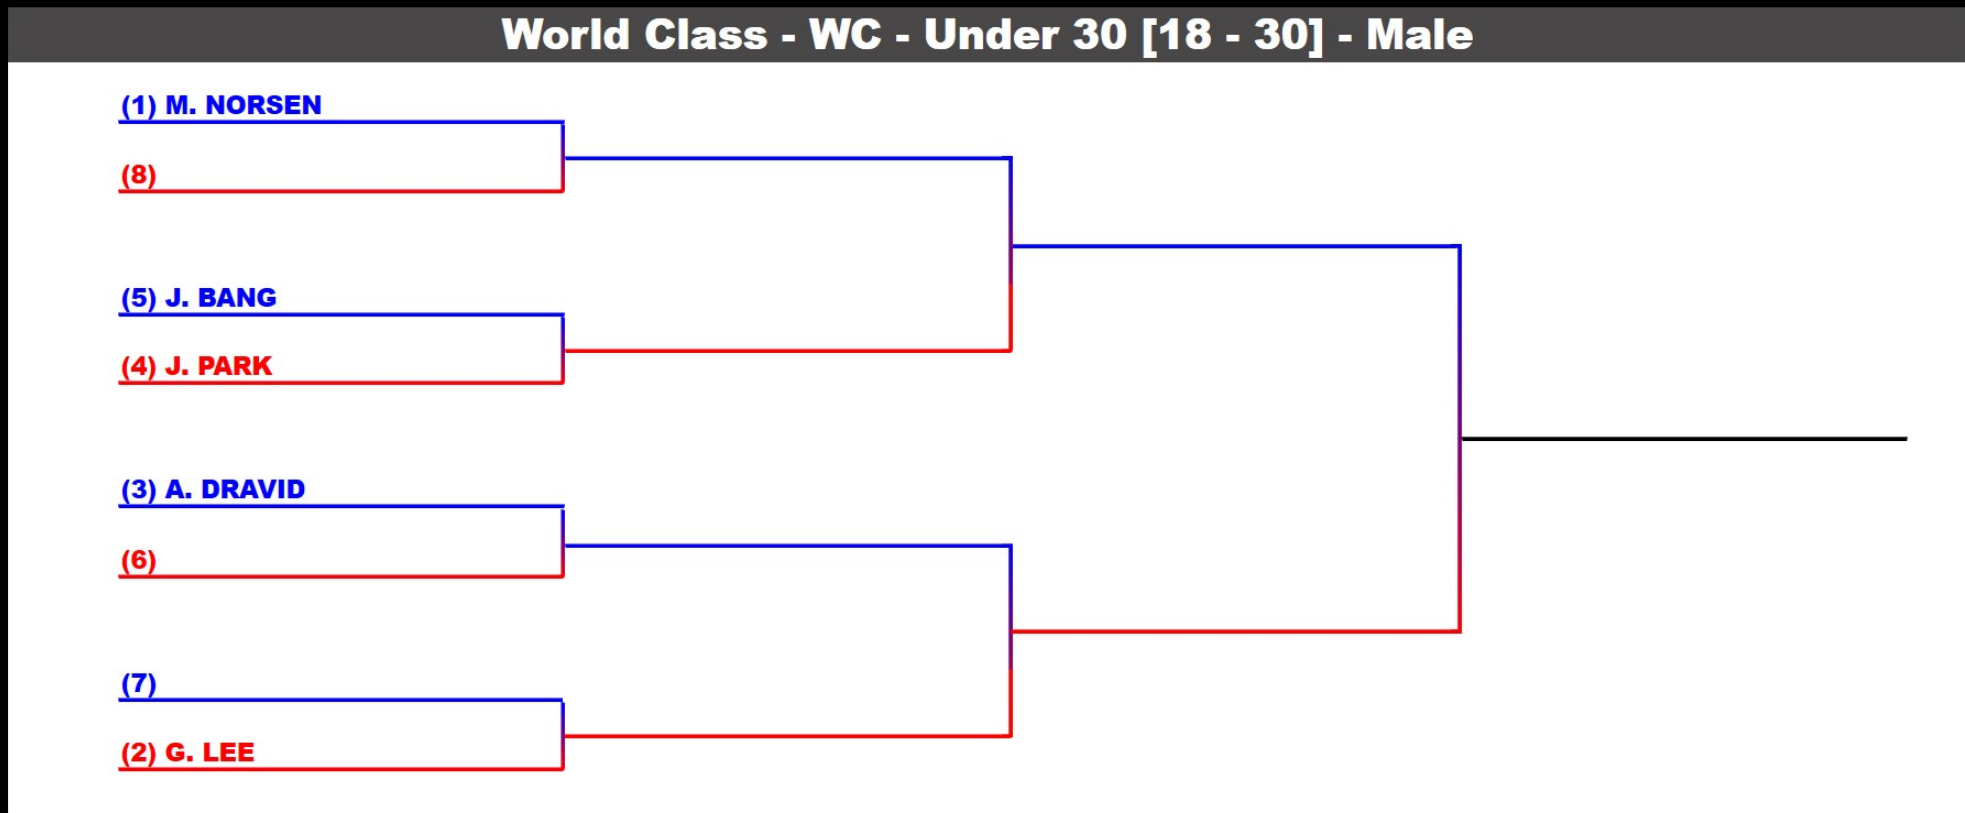 World Class - WC - Under 30 [18 - 30] - Male
(1) M. NORSEN
(8)
(5) J. BANG
(4) J. PARK
(3) A. DRAVID
(6)
(7)
(2) G. LEE